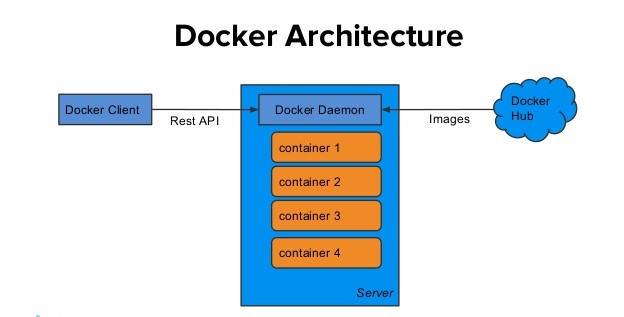 Docker Architecture
Docker Client
Rest API
Docker Daemon
Images
Docker
Hub
container 1
container 2
container 3
container 4
Server